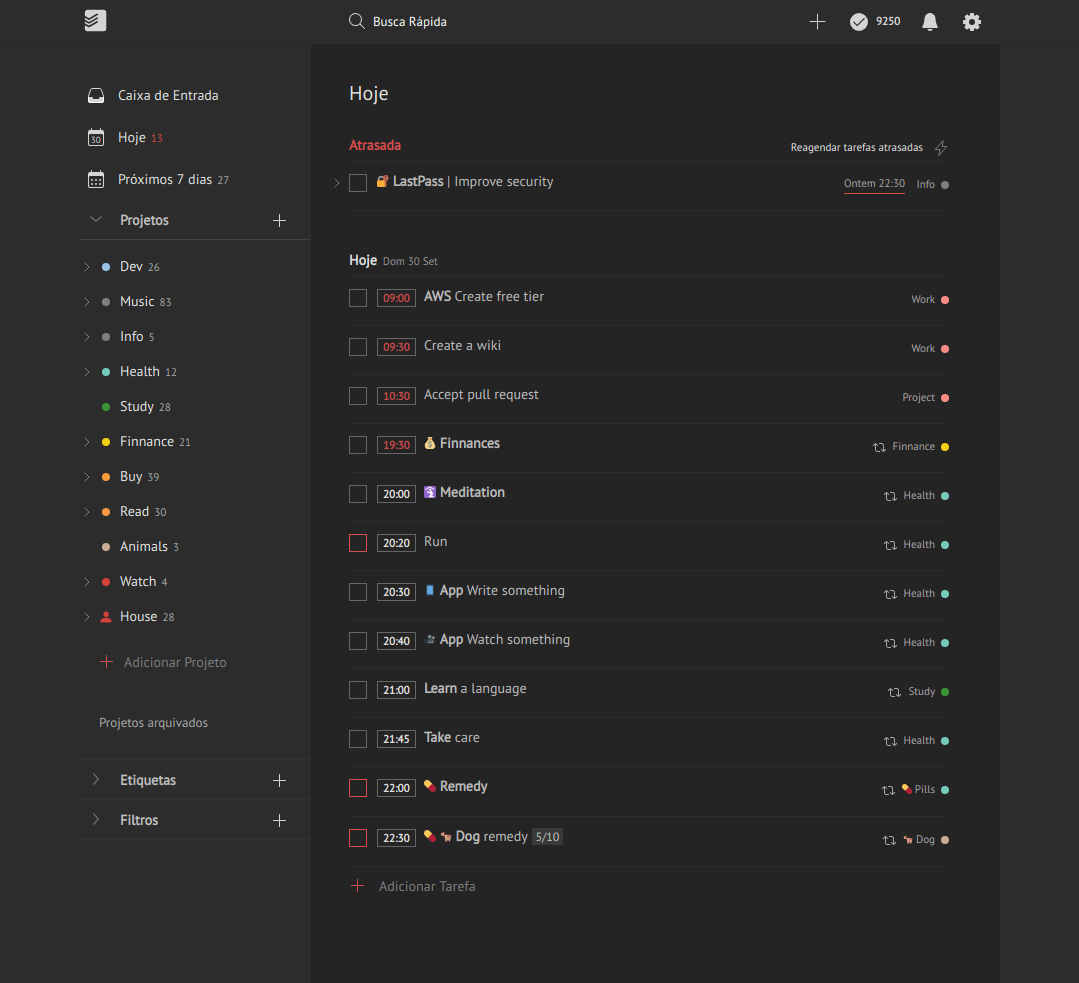 Busca Rápida
9250
Caixa de Entrada
30
Hoje 13
Próximos 7 dias 27
Projetos
Dev 26
Music 83
Info 5
Health 12
Study 28
Finnance 21
Buy 39
Read 30
Animals 3
Watch 4
House 28
Adicionar Projeto
Projetos arquivados
Etiquetas
Filtros
Hoje
Atrasada Reagendar tarefas atrasadas
LastPass | Improve security Ontem 22:30 Info
Hoje Dom 30 Set
09:00 AWS Create free tier Work
09:30 Create a wiki Work
10:30 Accept pull request Project
19:30 Finnances Finnance
20:00 Meditation Health
20:20 Run Health
20:30 App Write something Health
20:40 App Watch something Health
21:00 Learn a language Study
21:45 Take care Health
22:00 Remedy Pills
22:30 Dog remedy 5/10 Dog
Adicionar Tarefa